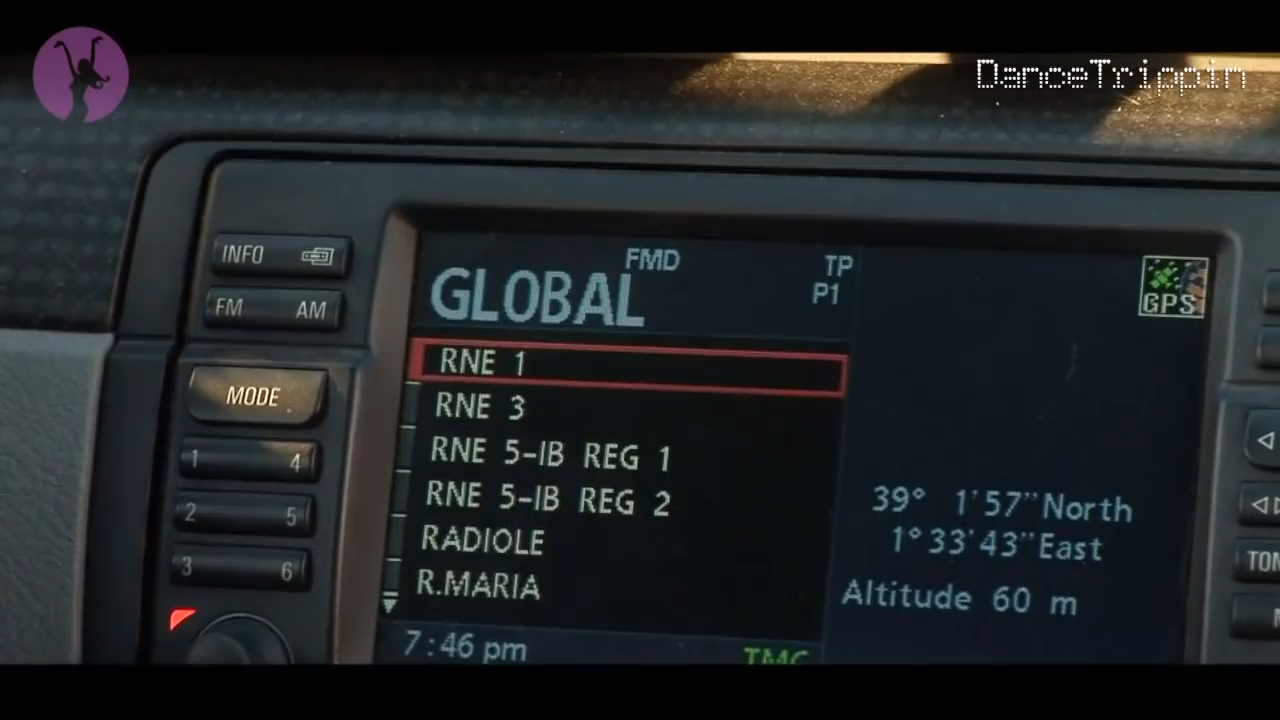 DanceTrippin
INFO
FM AM
MODE
1 4
2 5
3 6
FMD
GLOBAL
TP
P1
GPS
RNE 1
RNE 3
RNE 5-IB REG 1
RNE 5-IB REG 2
RADIOLE
R.MARIA
7:46 pm
TMC
39° 1'57"North
1°33'43"East
Altitude 60 m